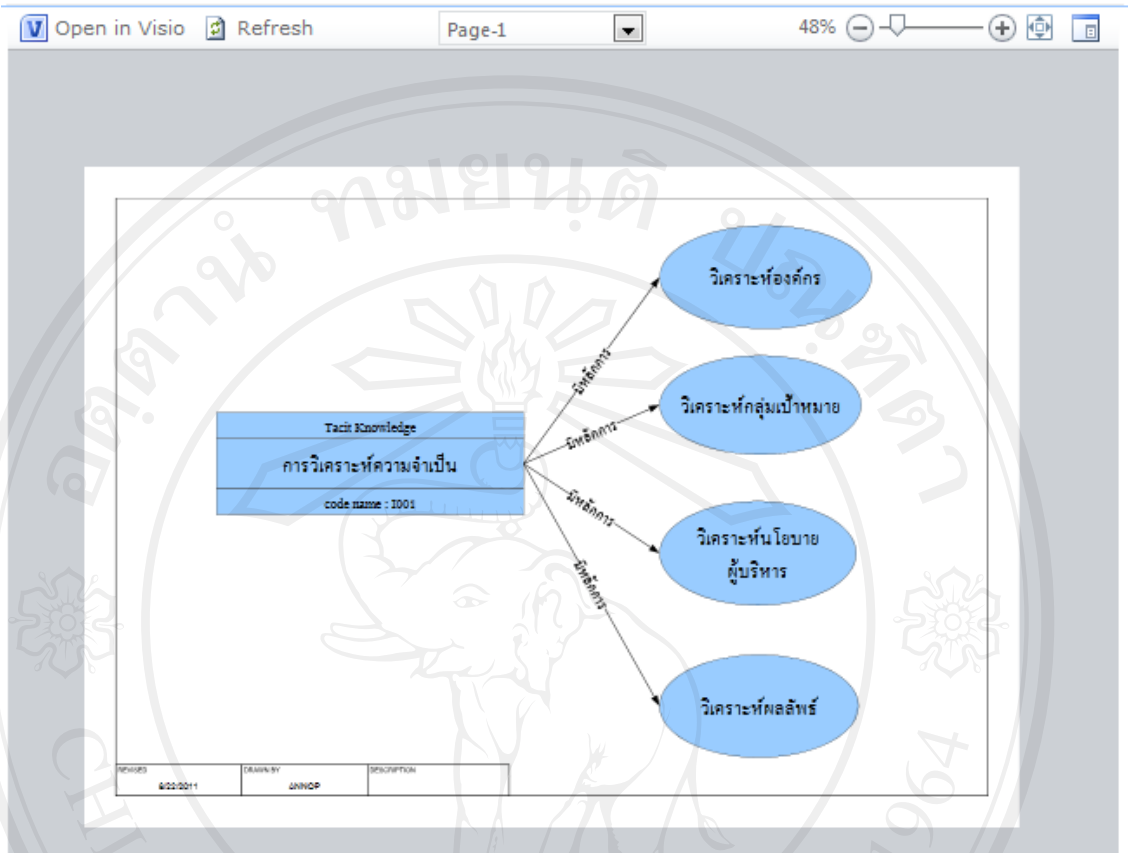 Open in Visio Refresh Page-1 48%
วิเคราะห์องค์กร
มีหลักการ
วิเคราะห์กลุ่มเป้าหมาย
มีหลักการ
Tacit Knowledge
การวิเคราะห์ความจำเป็น
code name : I001
มีหลักการ
วิเคราะห์นโยบาย
ผู้บริหาร
มีหลักการ
วิเคราะห์ผลลัพธ์
REVISED DRAWN BY DESCRIPTION
6/22/2011 ANNOP
1964